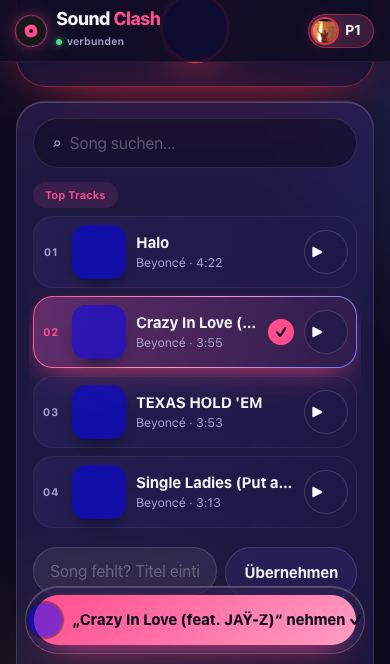 Sound Clash
verbunden
P1
Song suchen...
Top Tracks
01
Halo
Beyoncé · 4:22
02
Crazy In Love (...
Beyoncé · 3:55
03
TEXAS HOLD 'EM
Beyoncé · 3:53
04
Single Ladies (Put a...
Beyoncé · 3:13
Song fehlt? Titel einti
Übernehmen
„Crazy In Love (feat. JAŸ-Z)“ nehmen ✓